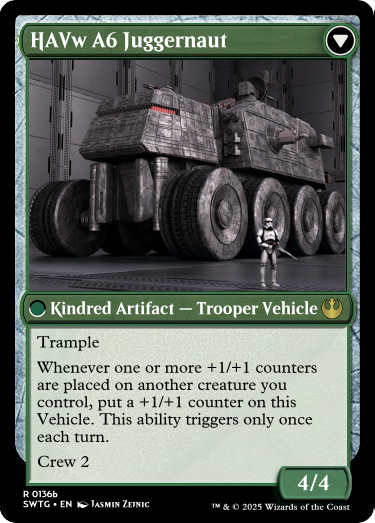 HAVw A6 Juggernaut
Kindred Artifact — Trooper Vehicle
Trample
Whenever one or more +1/+1 counters
are placed on another creature you
control, put a +1/+1 counter on this
Vehicle. This ability triggers only once
each turn.
Crew 2
4/4
R 0136b
SWTG • EN Jasmin Zejnic
™ & © 2025 Wizards of the Coast